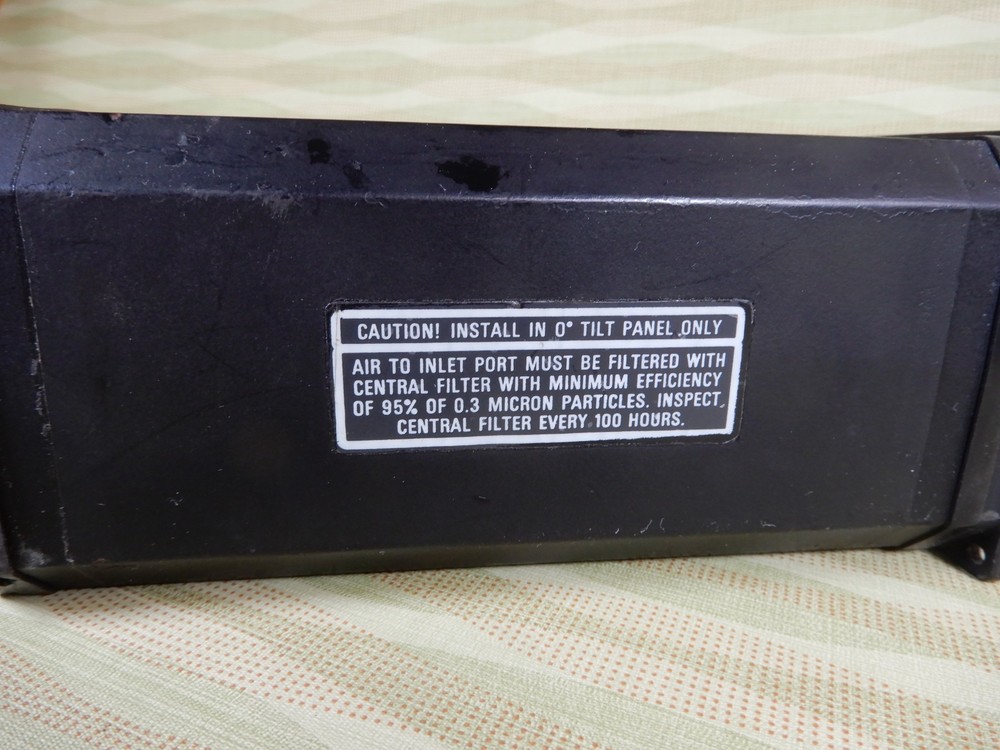 CAUTION! INSTALL IN 0° TILT PANEL ONLY
AIR TO INLET PORT MUST BE FILTERED WITH
CENTRAL FILTER WITH MINIMUM EFFICIENCY
OF 95% OF 0.3 MICRON PARTICLES. INSPECT
CENTRAL FILTER EVERY 100 HOURS.